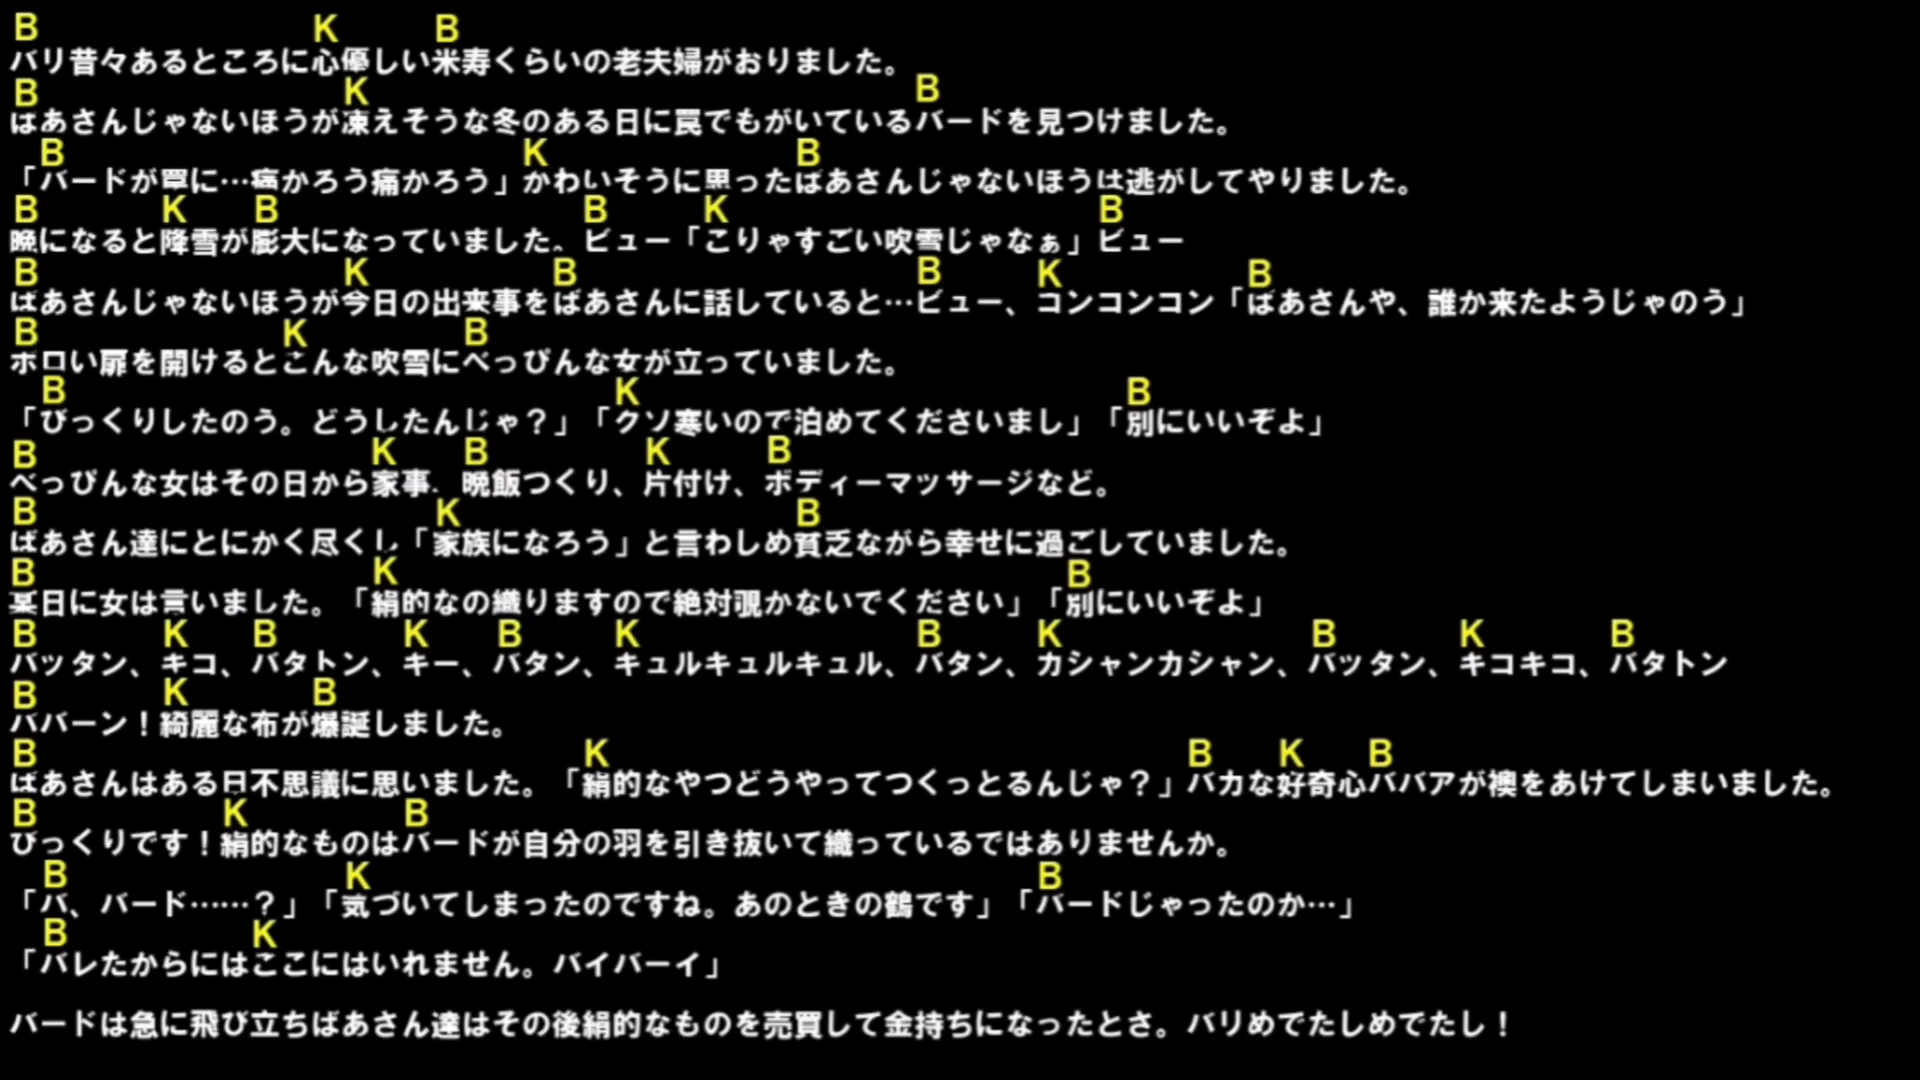 B K B
バリ昔々あるところに心優しい米寿くらいの老夫婦がおりました。
B K B
ばあさんじゃないほうが凍えそうな冬のある日に罠でもがいているバードを見つけました。
B K B
「バードが罠に…痛かろう痛かろう」かわいそうに思ったばあさんじゃないほうは逃がしてやりました。
B K B B K B
晩になると降雪が膨大になっていました。ビュー「こりゃすごい吹雪じゃなぁ」ビュー
B K B B K B
ばあさんじゃないほうが今日の出来事をばあさんに話していると…ビュー、コンコンコン「ばあさんや、誰か来たようじゃのう」
B K B
ボロい扉を開けるとこんな吹雪にべっぴんな女が立っていました。
B K B
「びっくりしたのう。どうしたんじゃ？」「クソ寒いので泊めてくださいまし」「別にいいぞよ」
B K B K B
べっぴんな女はその日から家事、晩飯つくり、片付け、ボディーマッサージなど。
B K B
ばあさん達にとにかく尽くし「家族になろう」と言わしめ貧乏ながら幸せに過ごしていました。
B K B
某日に女は言いました。「絹的なの織りますので絶対覗かないでください」「別にいいぞよ」
B K B K B K B K B K B
バッタン、キコ、バタトン、キー、バタン、キュルキュルキュル、バタン、カシャンカシャン、バッタン、キコキコ、バタトン
B K B
ババーン！綺麗な布が爆誕しました。
B K B K B
ばあさんはある日不思議に思いました。「絹的なやつどうやってつくっとるんじゃ？」バカな好奇心ババアが襖をあけてしまいました。
B K B
びっくりです！絹的なものはバードが自分の羽を引き抜いて織っているではありませんか。
B K B
「バ、バード……？」「気づいてしまったのですね。あのときの鶴です」「バードじゃったのか…」
B K
「バレたからにはここにはいれません。バイバーイ」
バードは急に飛び立ちばあさん達はその後絹的なものを売買して金持ちになったとさ。バリめでたしめでたし！